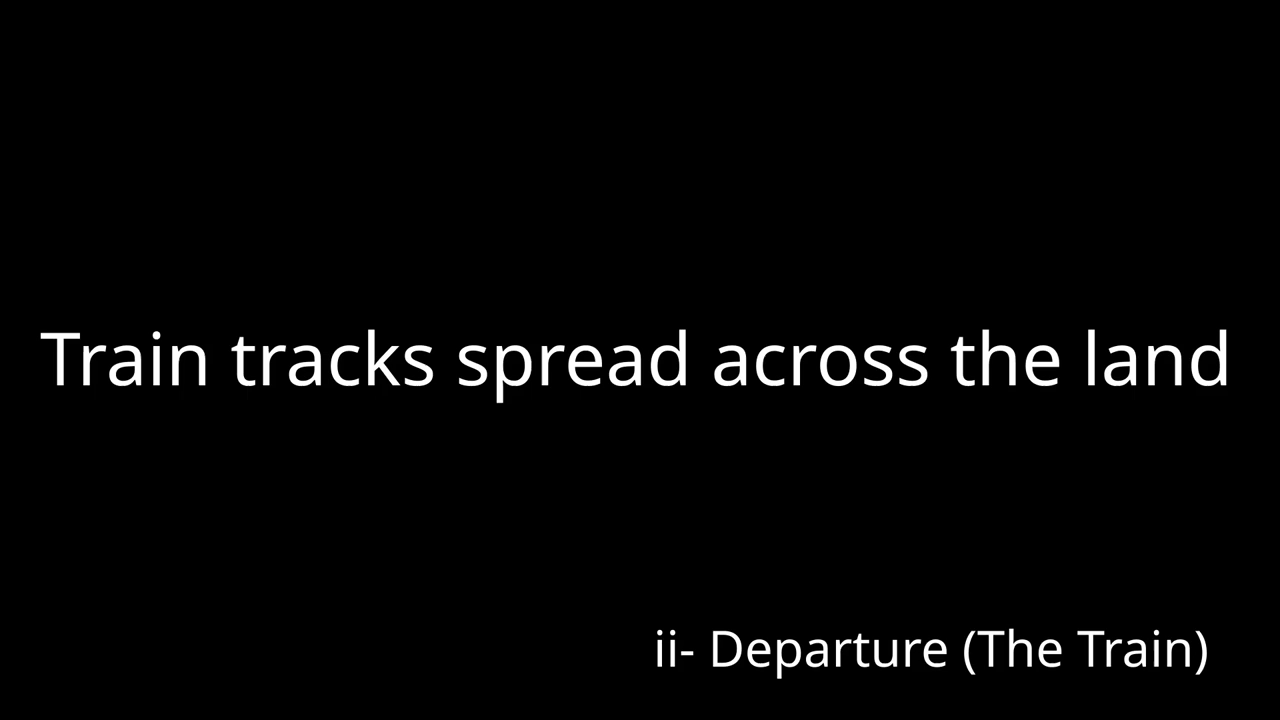 Train tracks spread across the land
ii- Departure (The Train)